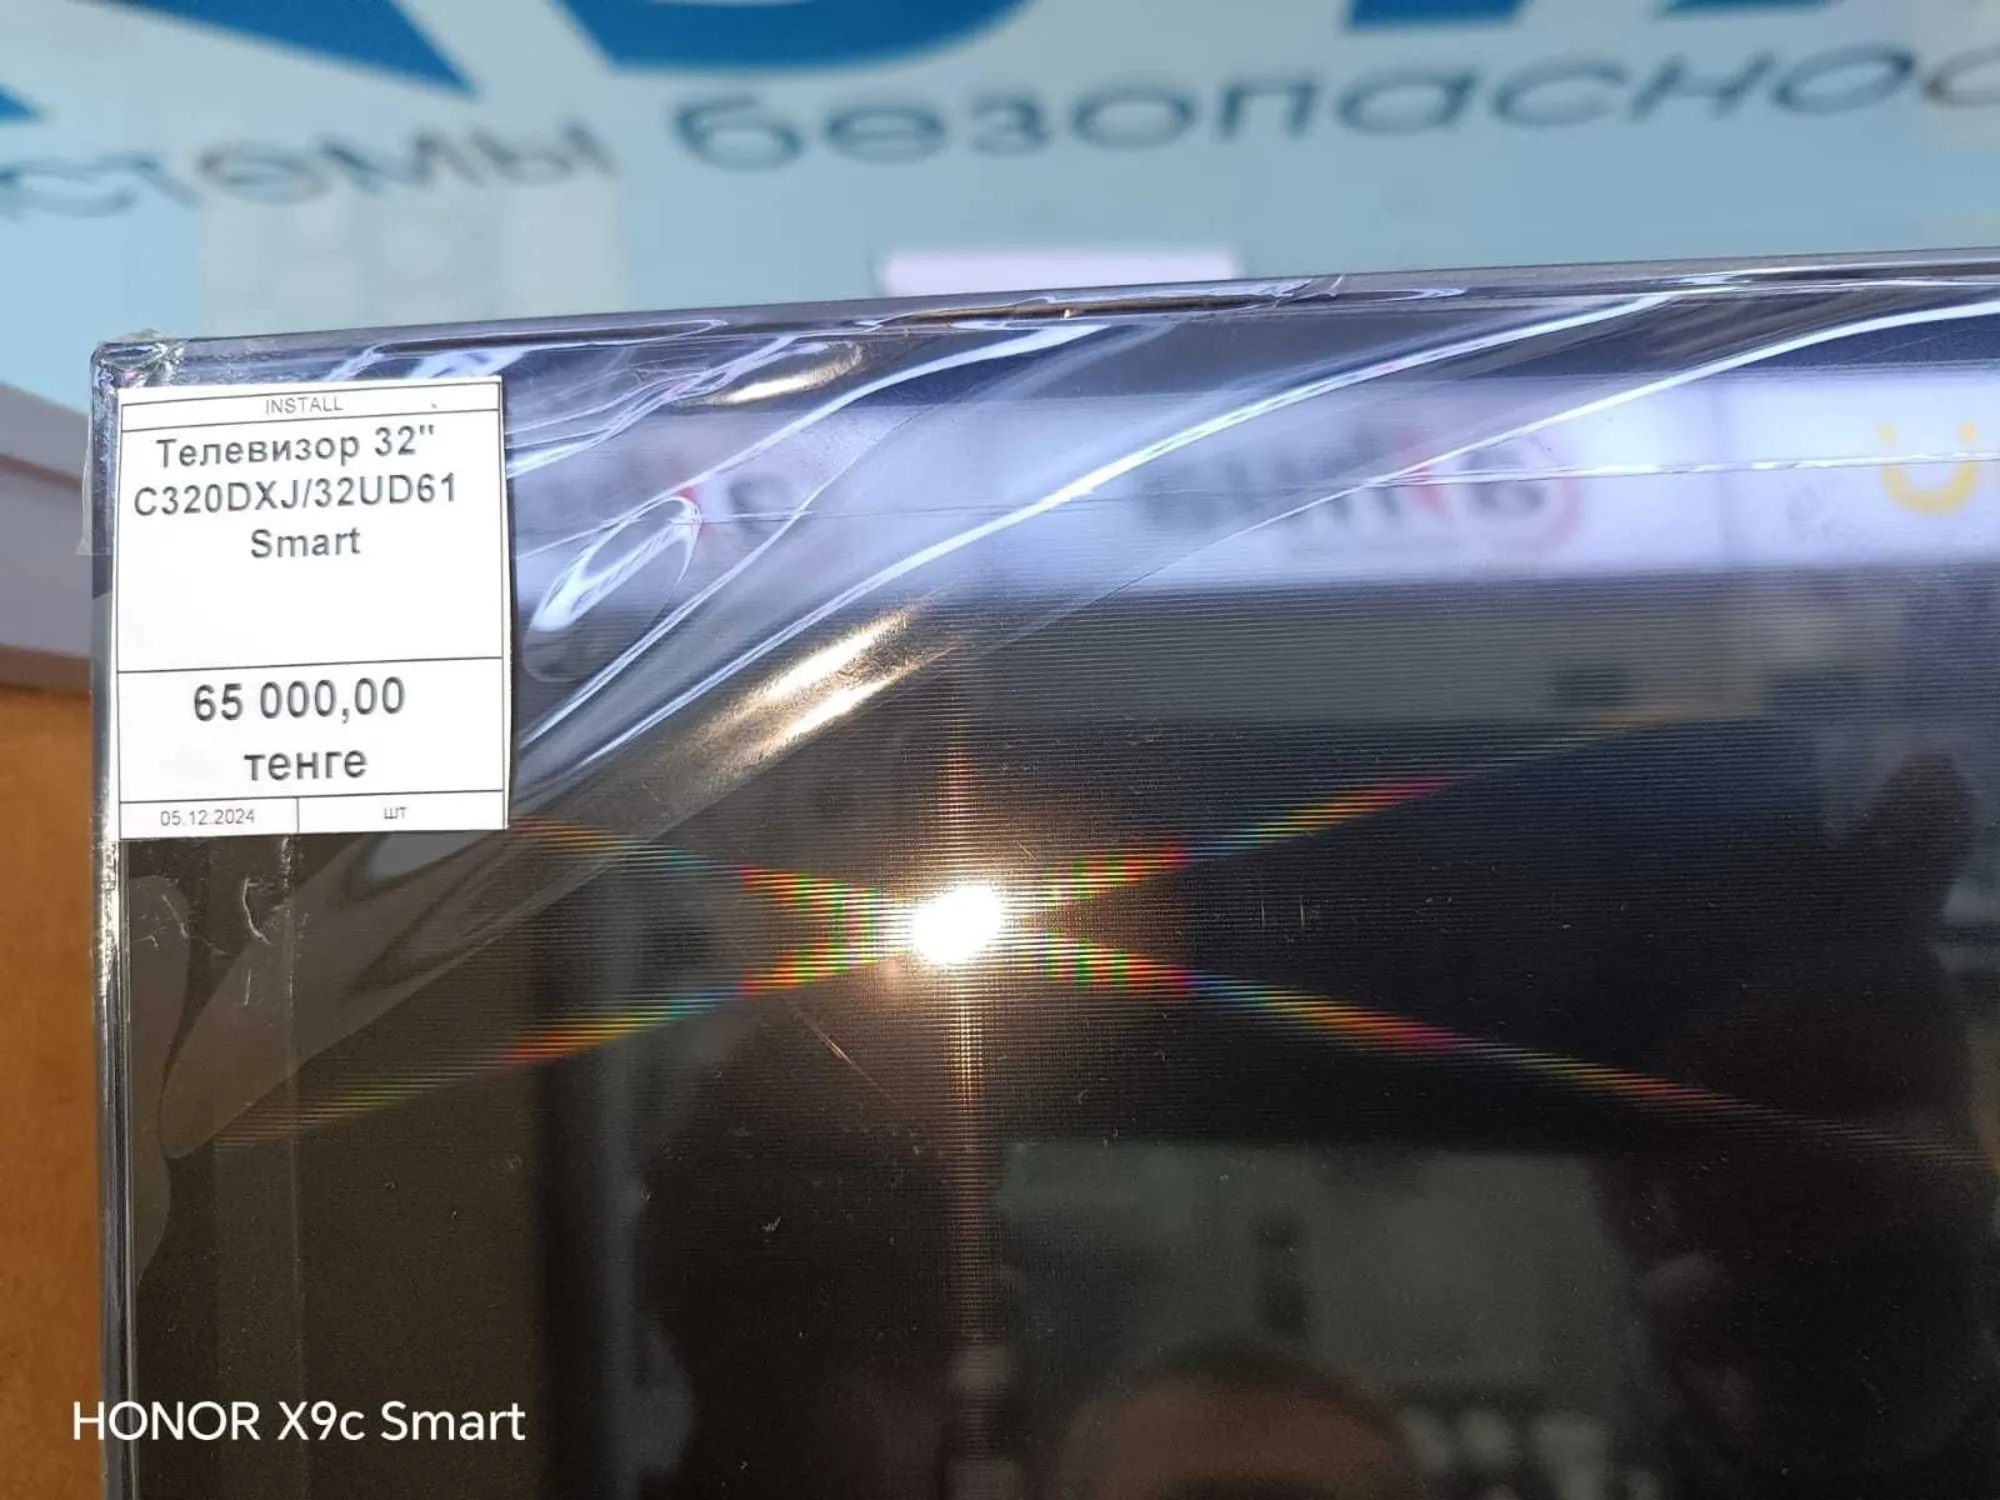 безопасно
INSTALL
Телевизор 32"
C320DXJ/32UD61
Smart
65 000,00
тенге
05.12.2024 шт
HONOR X9c Smart